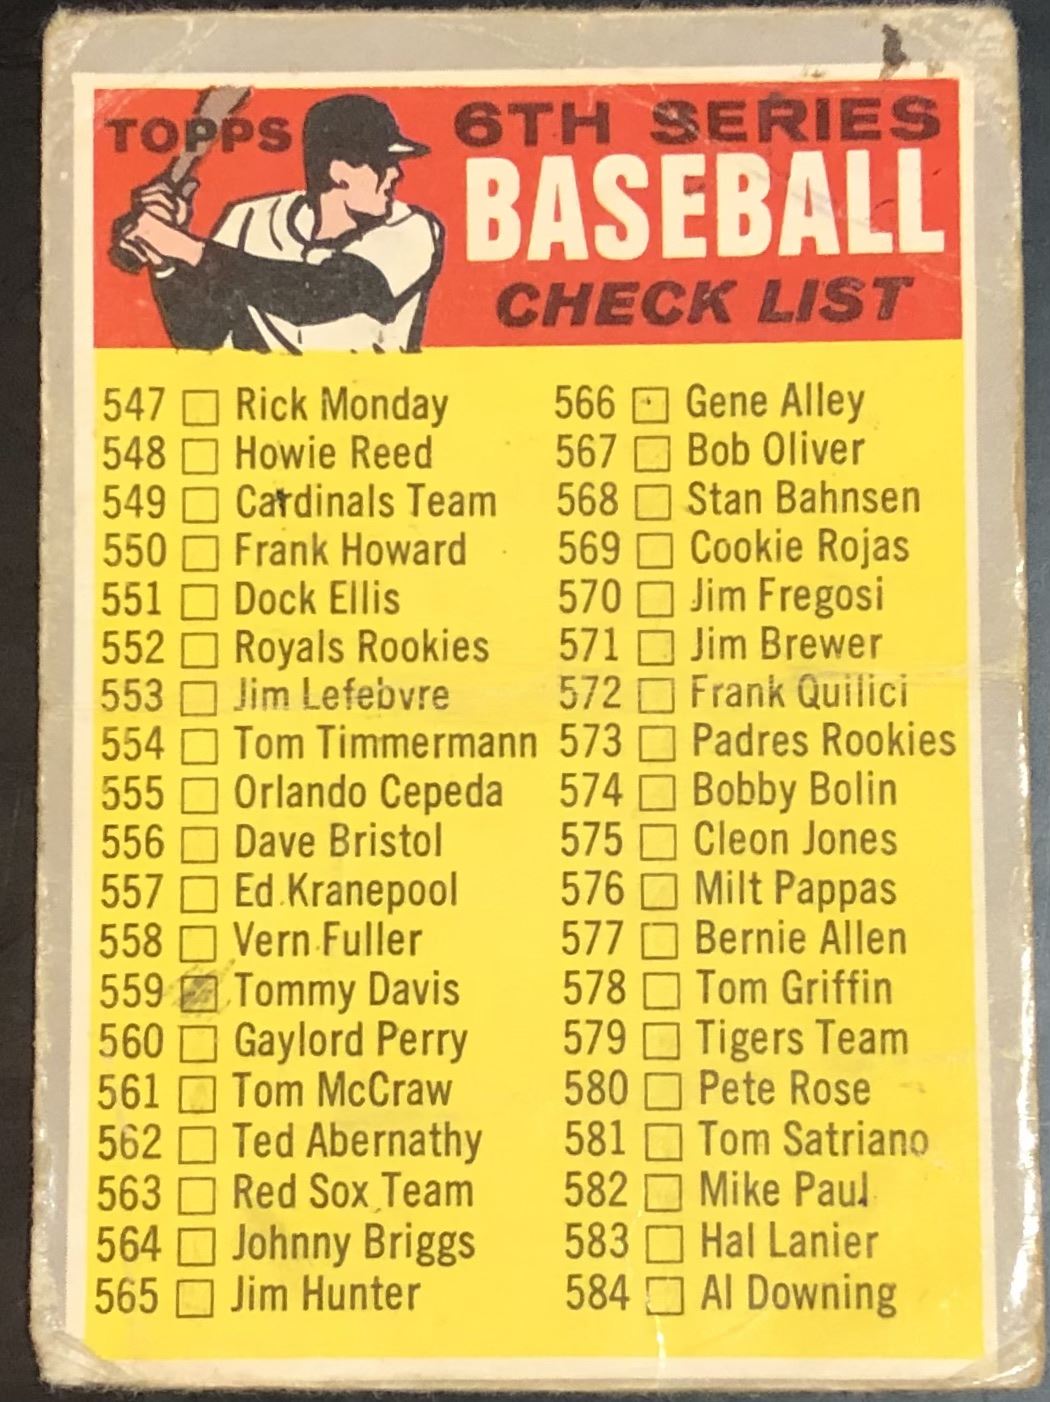 TOPPS
6TH SERIES
BASEBALL
CHECK LIST
547 Rick Monday
548 Howie Reed
549 Cardinals Team
550 Frank Howard
551 Dock Ellis
552 Royals Rookies
553 Jim Lefebvre
554 Tom Timmermann
555 Orlando Cepeda
556 Dave Bristol
557 Ed Kranepool
558 Vern Fuller
559 Tommy Davis
560 Gaylord Perry
561 Tom McCraw
562 Ted Abernathy
563 Red Sox Team
564 Johnny Briggs
565 Jim Hunter
566 Gene Alley
567 Bob Oliver
568 Stan Bahnsen
569 Cookie Rojas
570 Jim Fregosi
571 Jim Brewer
572 Frank Quilici
573 Padres Rookies
574 Bobby Bolin
575 Cleon Jones
576 Milt Pappas
577 Bernie Allen
578 Tom Griffin
579 Tigers Team
580 Pete Rose
581 Tom Satriano
582 Mike Paul
583 Hal Lanier
584 Al Downing